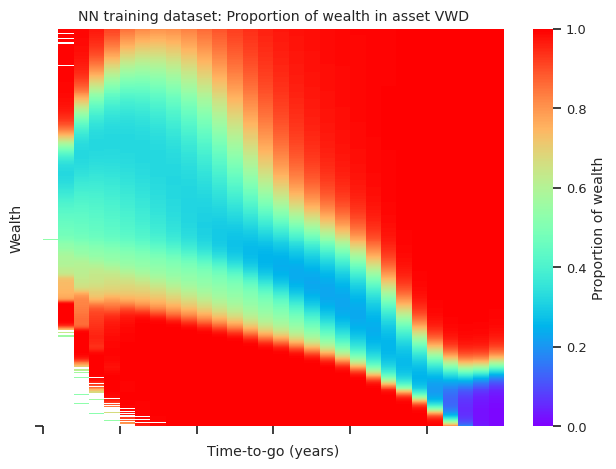 NN training dataset: Proportion of wealth in asset VWD
Wealth
Time-to-go (years)
1.0
0.8
0.6
0.4
0.2
0.0
Proportion of wealth